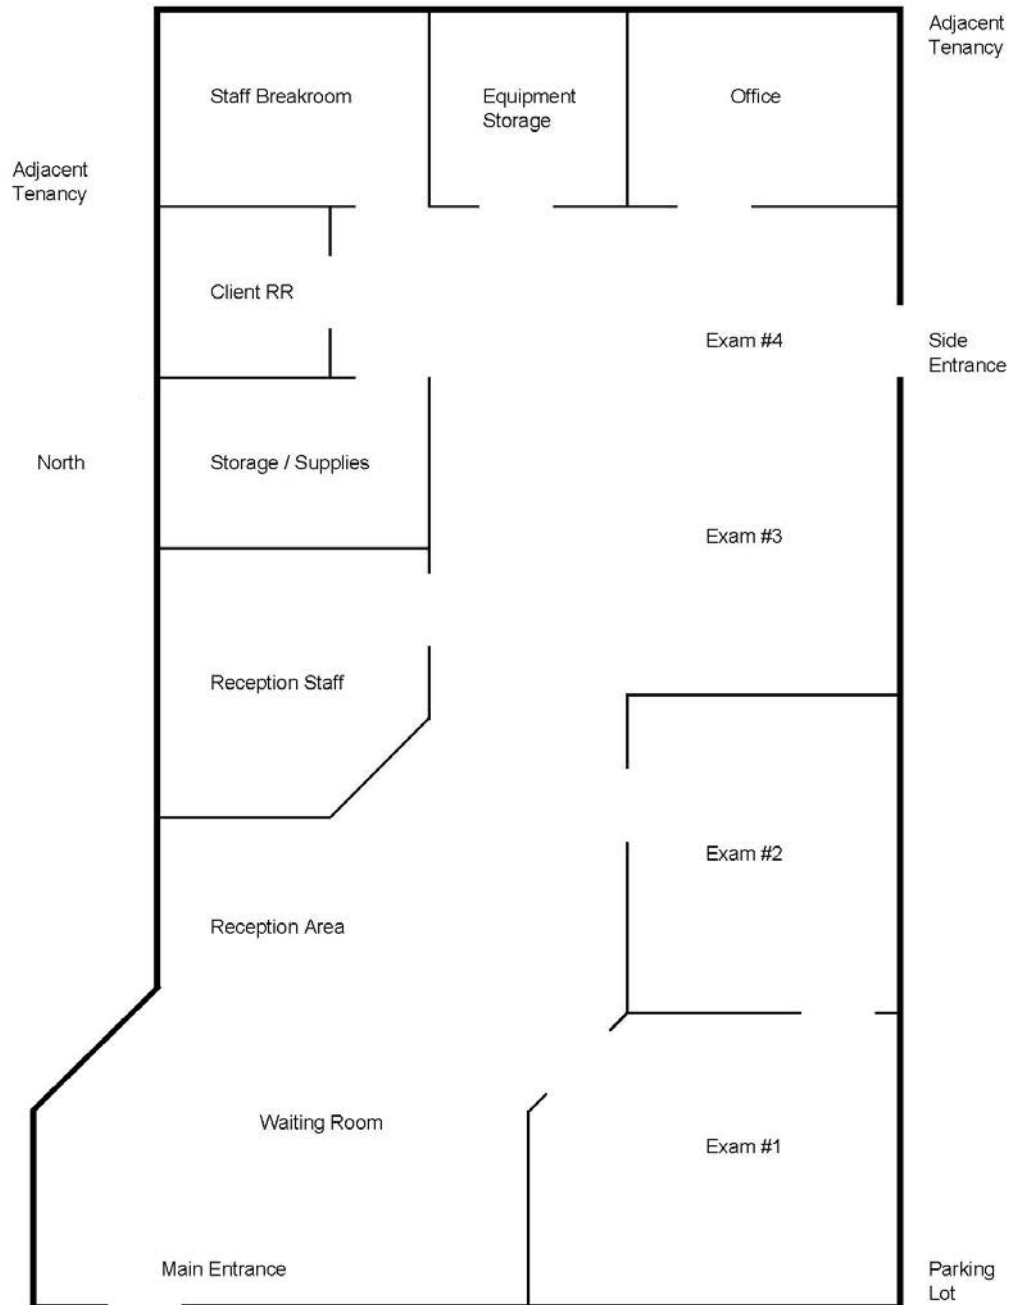 Adjacent
Tenancy
Staff Breakroom
Equipment
Storage
Office
Adjacent
Tenancy
Client RR
Exam #4
Side
Entrance
North
Storage / Supplies
Exam #3
Reception Staff
Exam #2
Reception Area
Waiting Room
Exam #1
Main Entrance
Parking
Lot